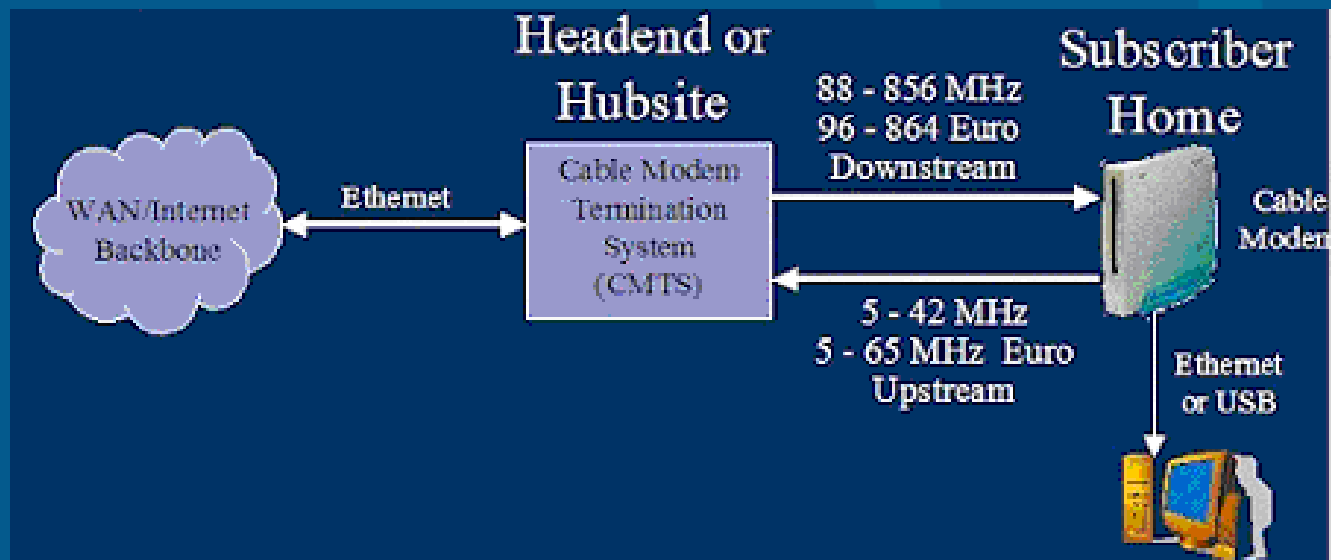 Headend or
Hubsite
Subscriber
Home
88 - 856 MHz
96 - 864 Euro
Downstream
WAN/Internet
Backbone
Ethernet
Cable Modem
Termination
System
(CMTS)
Cable
Modem
5 - 42 MHz
5 - 65 MHz Euro
Upstream
Ethernet
or USB